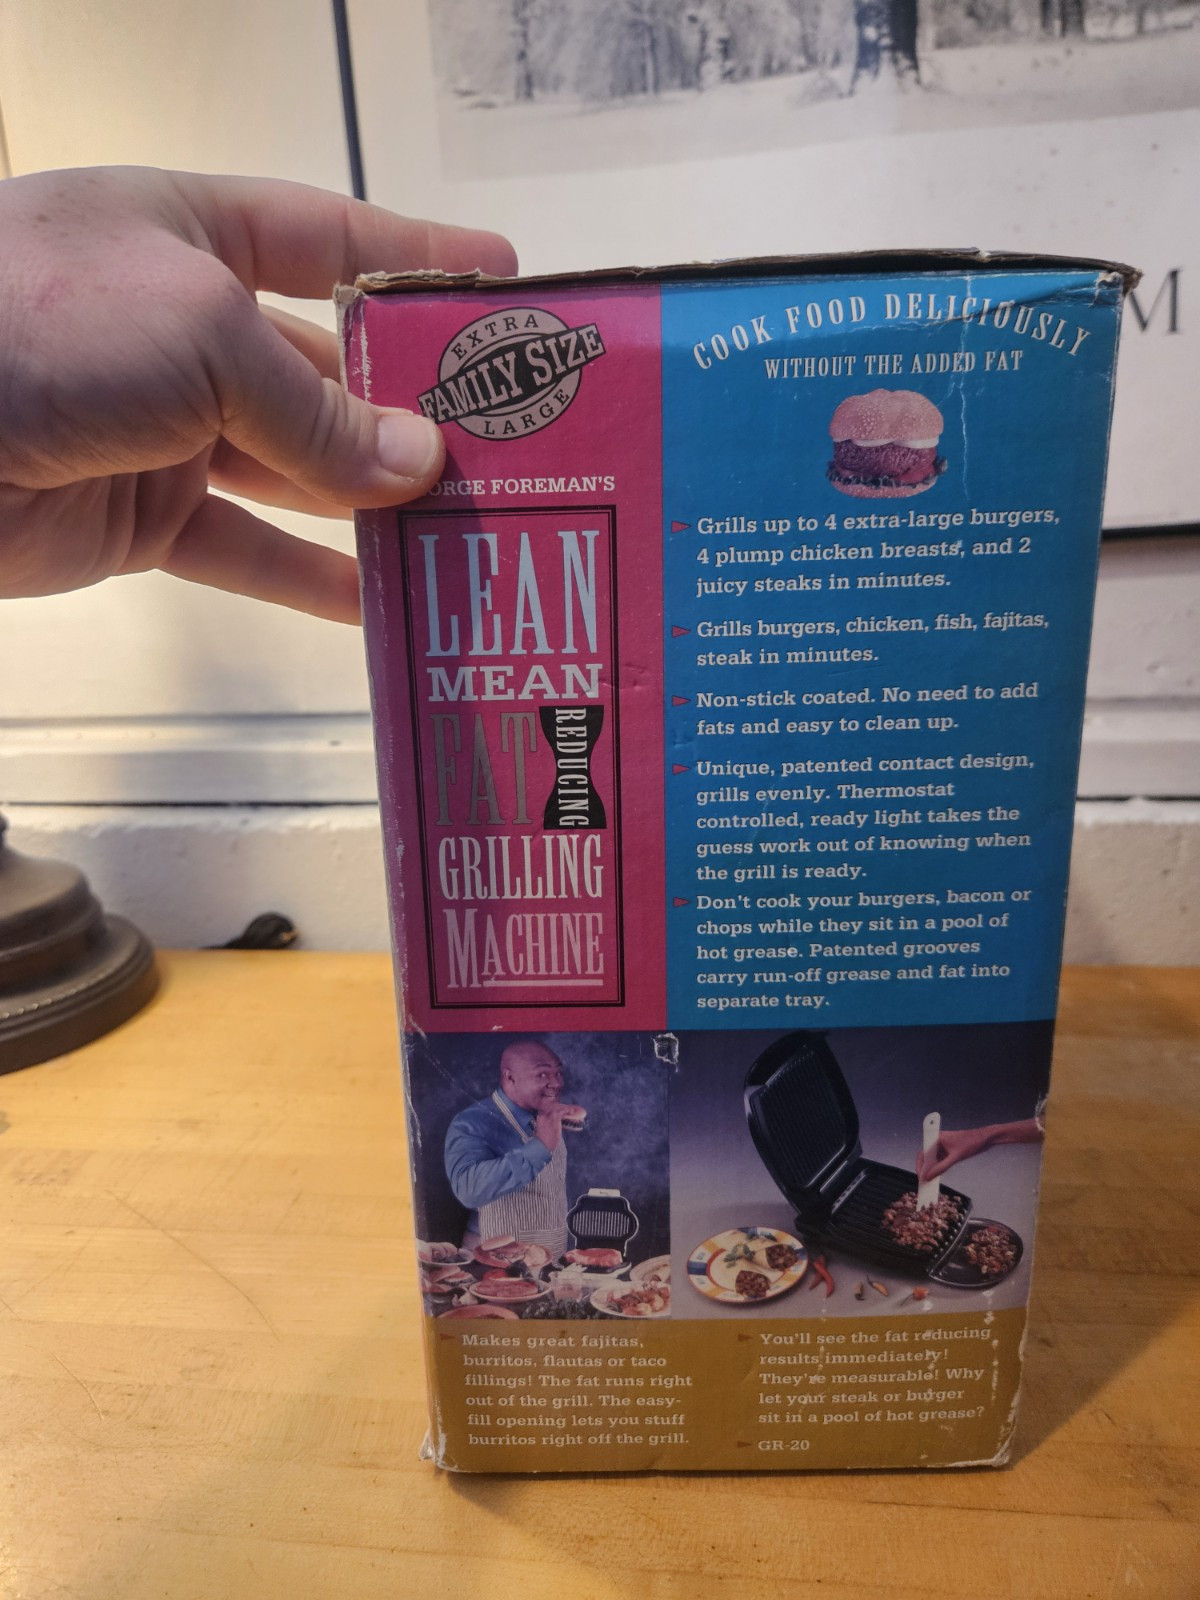 EXTRA
FAMILY SIZE
LARGE
ORGE FOREMAN'S
LEAN
MEAN
FAT REDUCING
GRILLING
MACHINE
COOK FOOD DELICIOUSLY
WITHOUT THE ADDED FAT
Grills up to 4 extra-large burgers,
4 plump chicken breasts, and 2
juicy steaks in minutes.
Grills burgers, chicken, fish, fajitas,
steak in minutes.
Non-stick coated. No need to add
fats and easy to clean up.
Unique, patented contact design,
grills evenly. Thermostat
controlled, ready light takes the
guess work out of knowing when
the grill is ready.
Don't cook your burgers, bacon or
chops while they sit in a pool of
hot grease. Patented grooves
carry run-off grease and fat into
separate tray.
Makes great fajitas,
burritos, flautas or taco
fillings! The fat runs right
out of the grill. The easy-
fill opening lets you stuff
burritos right off the grill.
You'll see the fat reducing
results immediately!
They're measurable! Why
let your steak or burger
sit in a pool of hot grease?
GR-20
M